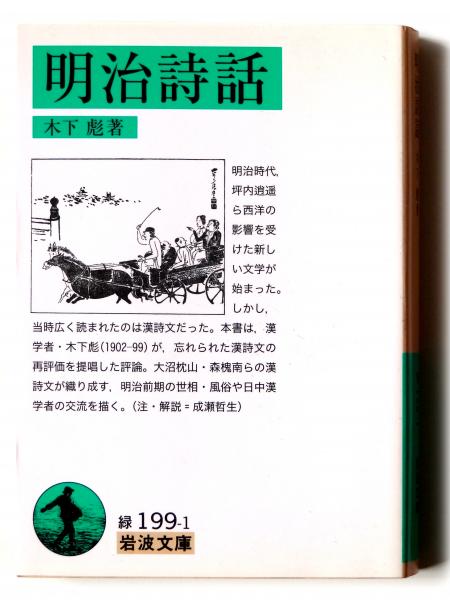 明治詩話
木下 彪著
明治時代,
坪内逍遥
ら西洋の
影響を受
けた新し
い文学が
始まった。
しかし,
当時広く読まれたのは漢詩文だった。本書は, 漢
学者・木下彪(1902-99)が, 忘れられた漢詩文の
再評価を提唱した評論。大沼枕山・森槐南らの漢
詩文が織り成す, 明治前期の世相・風俗や日中漢
学者の交流を描く。(注・解説=成瀬哲生)
緑 199-1
岩波文庫